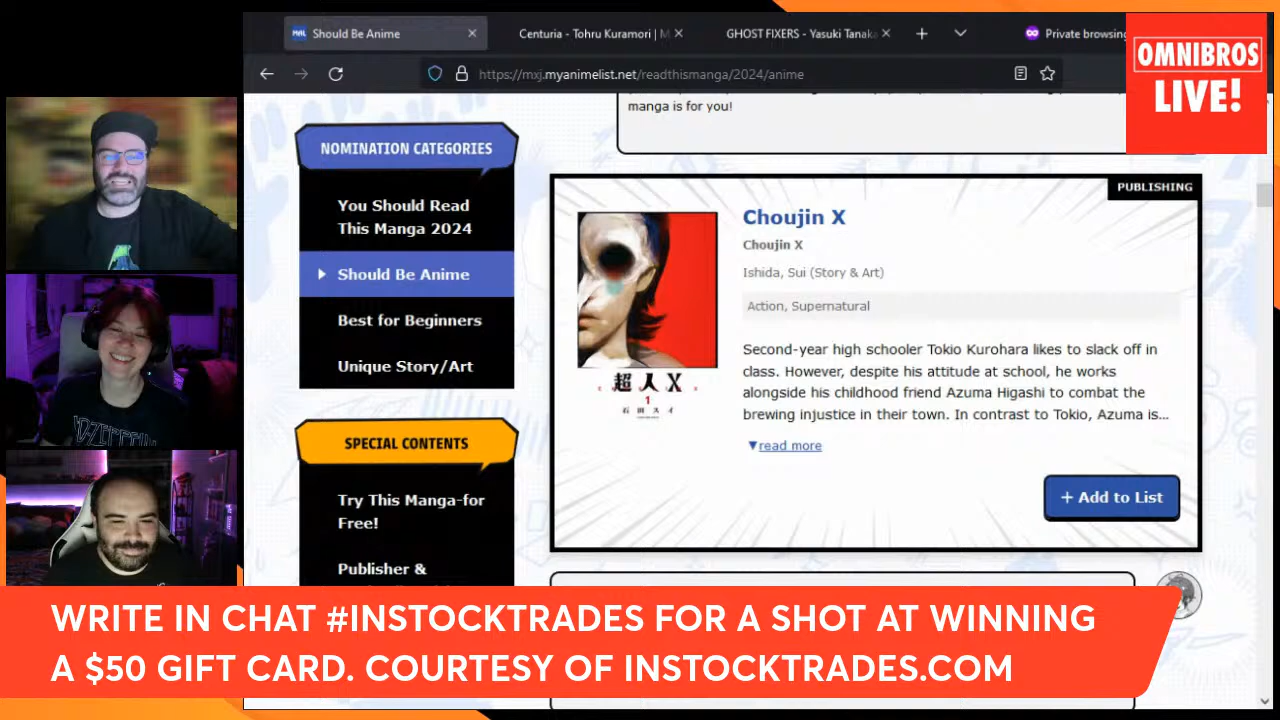 Should Be Anime
Centuria - Tohru Kuramori | M
GHOST FIXERS - Yasuki Tanaka
Private browsing
OMNIBROS
LIVE!
https://mxj.myanimelist.net/readthismanga/2024/anime
manga is for you!
NOMINATION CATEGORIES
You Should Read
This Manga 2024
Should Be Anime
Best for Beginners
Unique Story/Art
SPECIAL CONTENTS
Try This Manga-for
Free!
Publisher &
PUBLISHING
Choujin X
Choujin X
Ishida, Sui (Story & Art)
Action, Supernatural
Second-year high schooler Tokio Kurohara likes to slack off in
class. However, despite his attitude at school, he works
alongside his childhood friend Azuma Higashi to combat the
brewing injustice in their town. In contrast to Tokio, Azuma is...
▼read more
+ Add to List
超人X
1
石田スイ
WRITE IN CHAT #INSTOCKTRADES FOR A SHOT AT WINNING
A $50 GIFT CARD. COURTESY OF INSTOCKTRADES.COM